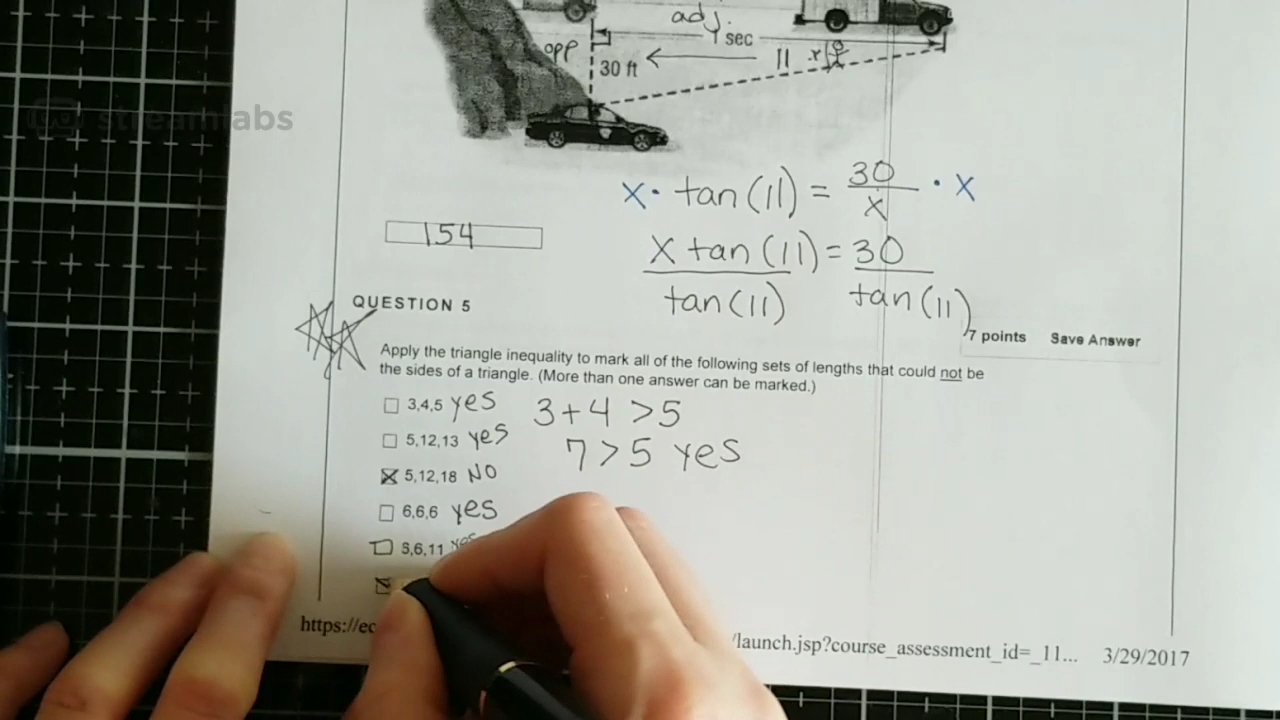 adj.
1 sec
opp
30 ft
11
x
streamlabs
x · tan(11) = 30/x · x
154
x tan(11) = 30
tan(11) tan(11)
QUESTION 5
7 points Save Answer
Apply the triangle inequality to mark all of the following sets of lengths that could not be
the sides of a triangle. (More than one answer can be marked.)
3,4,5 yes 3+4 >5
5,12,13 yes 7>5 yes
5,12,18 NO
6,6,6 yes
6,11 yes
https://ec
/launch.jsp?course_assessment_id=_11... 3/29/2017